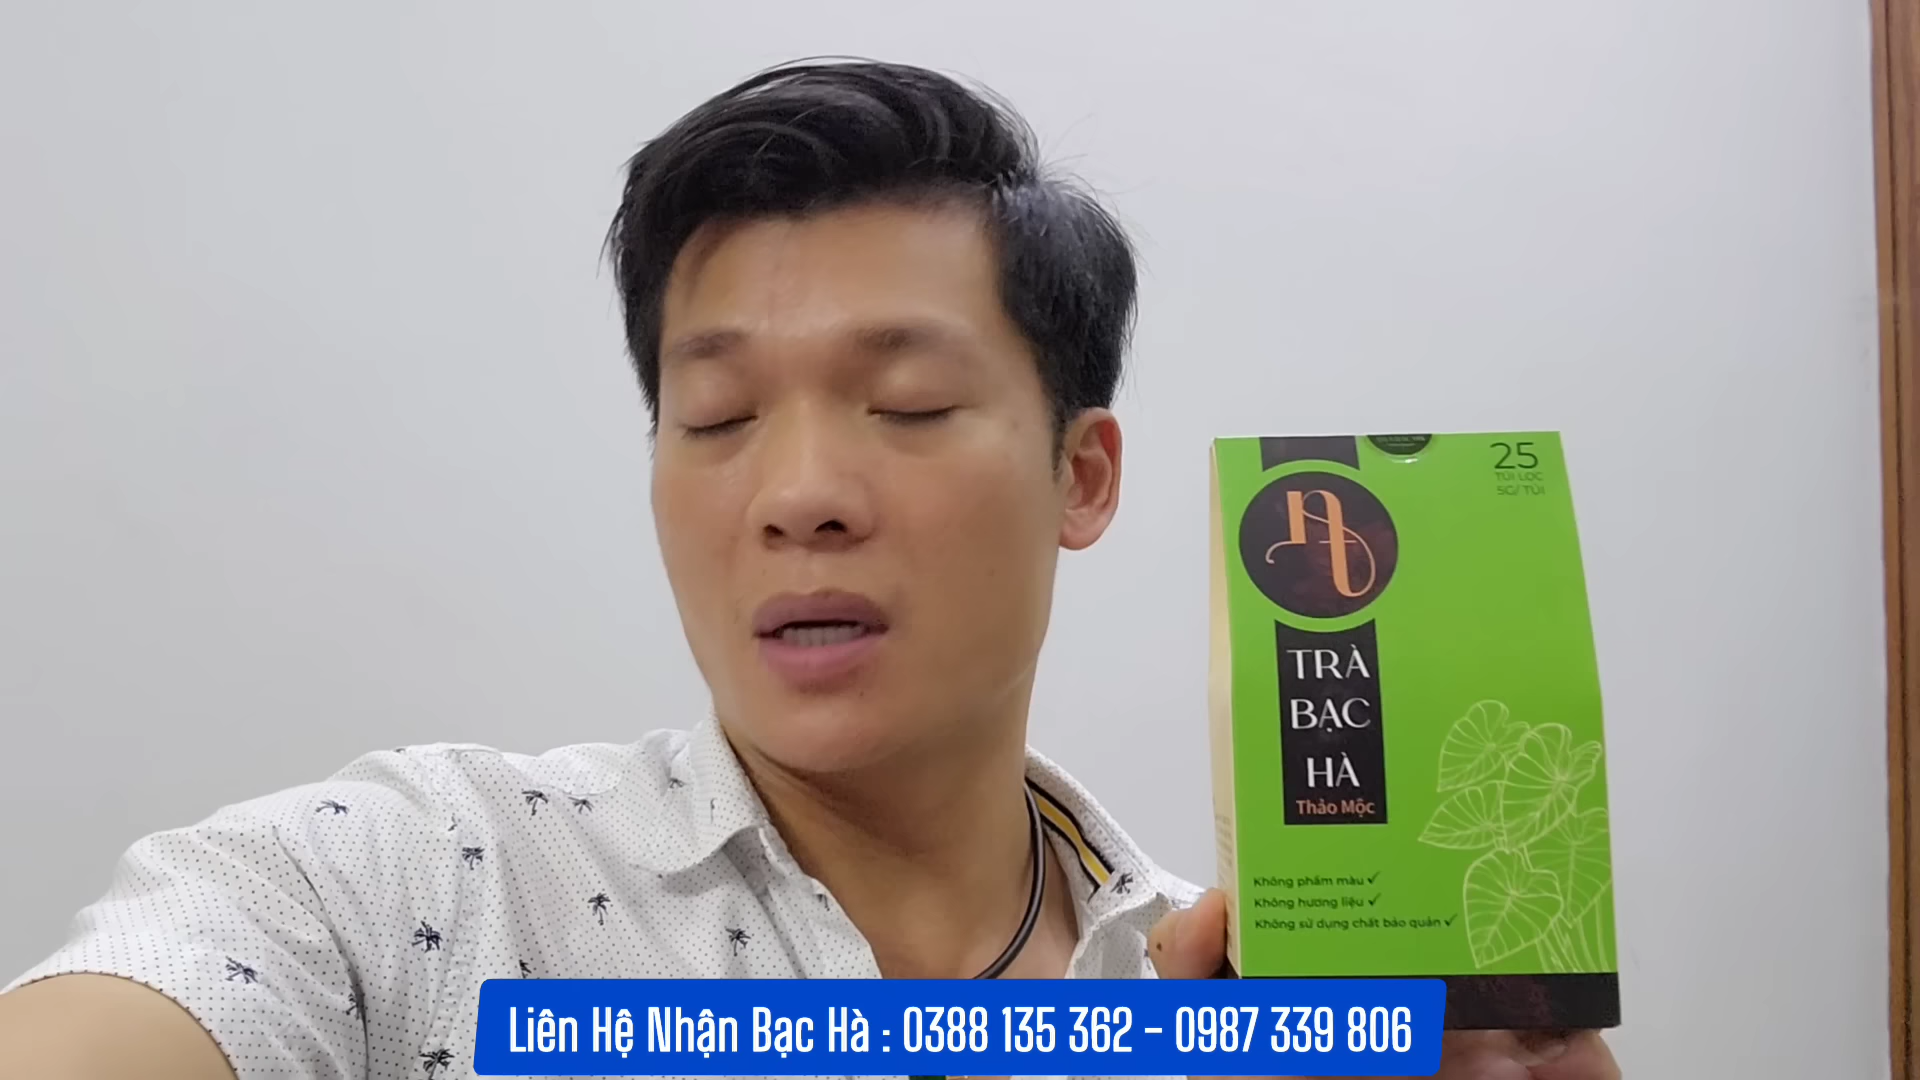 25
TÚI LỌC
5G/ TÚI
TRÀ
BẠC
HÀ
Thảo Mộc
Không phẩm màu ✓
Không hương liệu ✓
Không sử dụng chất bảo quản ✓
Liên Hệ Nhận Bạc Hà : 0388 135 362 - 0987 339 806